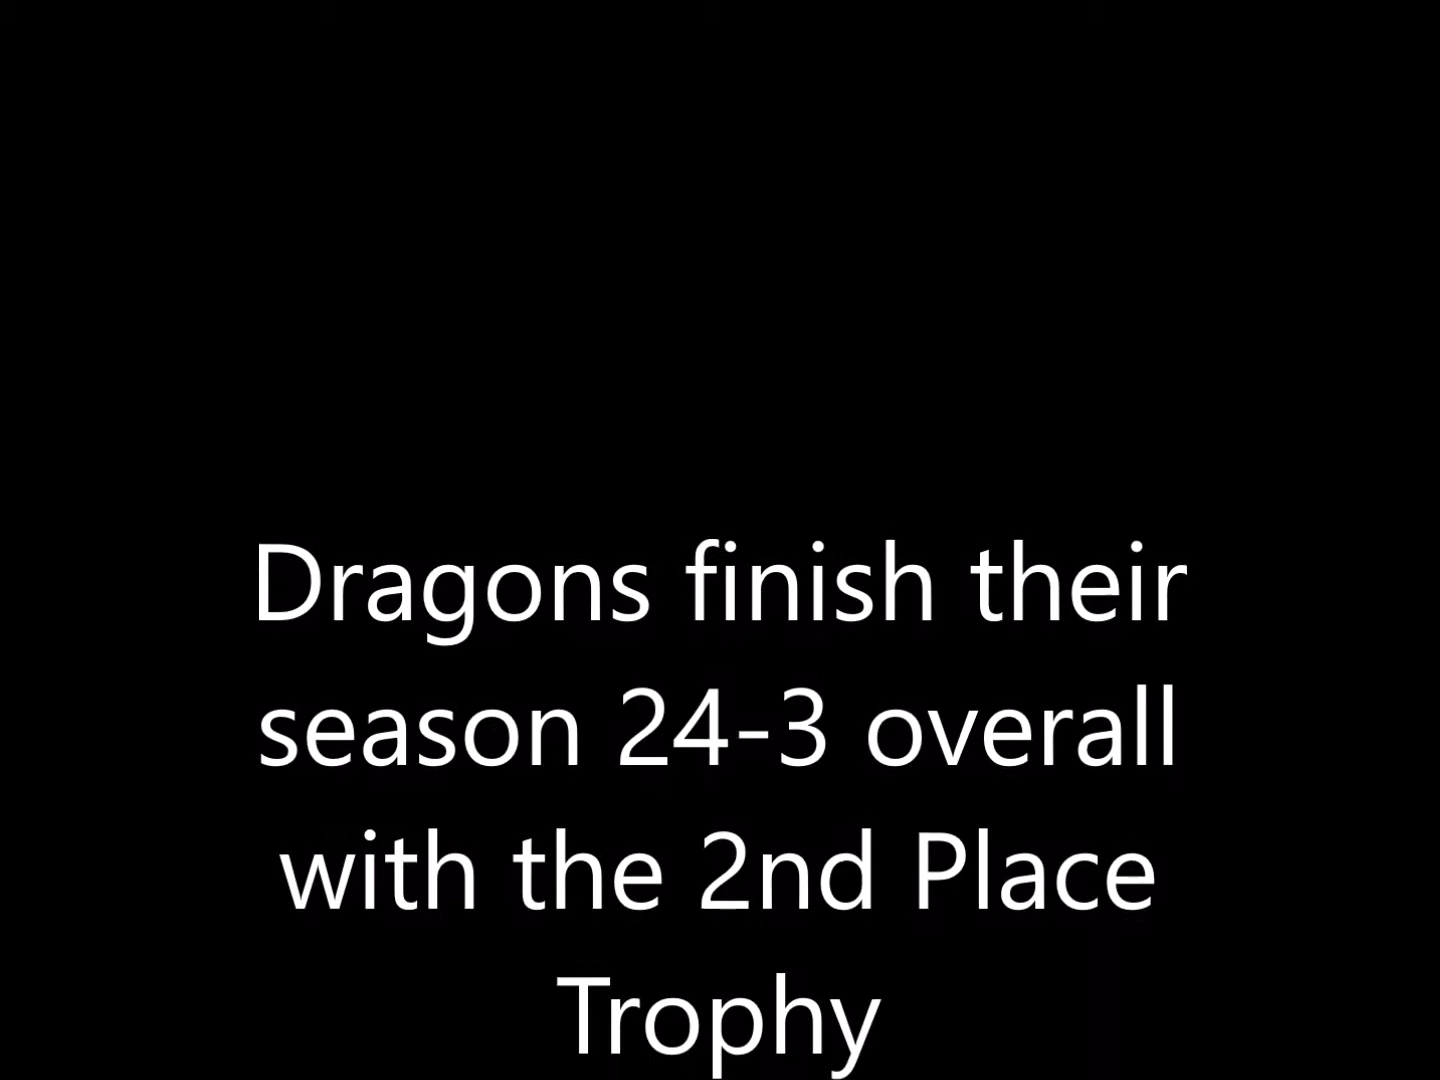 Dragons finish their
season 24-3 overall
with the 2nd Place
Trophy